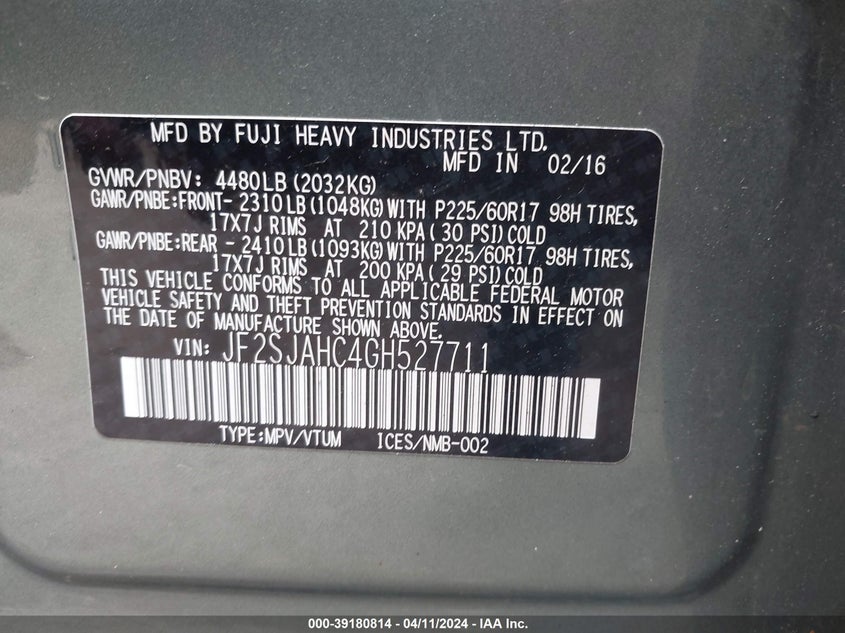 MFD BY FUJI HEAVY INDUSTRIES LTD.
MFD IN 02/16
GVWR/PNBV: 4480LB (2032KG)
GAWR/PNBE:FRONT- 2310LB (1048KG) WITH P225/60R17 98H TIRES,
17X7J RIMS AT 210 KPA ( 30 PSI) COLD
GAWR/PNBE:REAR - 2410LB (1093KG) WITH P225/60R17 98H TIRES,
17X7J RIMS AT 200 KPA ( 29 PSI) COLD
THIS VEHICLE CONFORMS TO ALL APPLICABLE FEDERAL MOTOR
VEHICLE SAFETY AND THEFT PREVENTION STANDARDS IN EFFECT ON
THE DATE OF MANUFACTURE SHOWN ABOVE.
VIN: JF2SJAHC4GH527711
TYPE:MPV/VTUM ICES/NMB-002
000-39180814 - 04/11/2024 - IAA Inc.